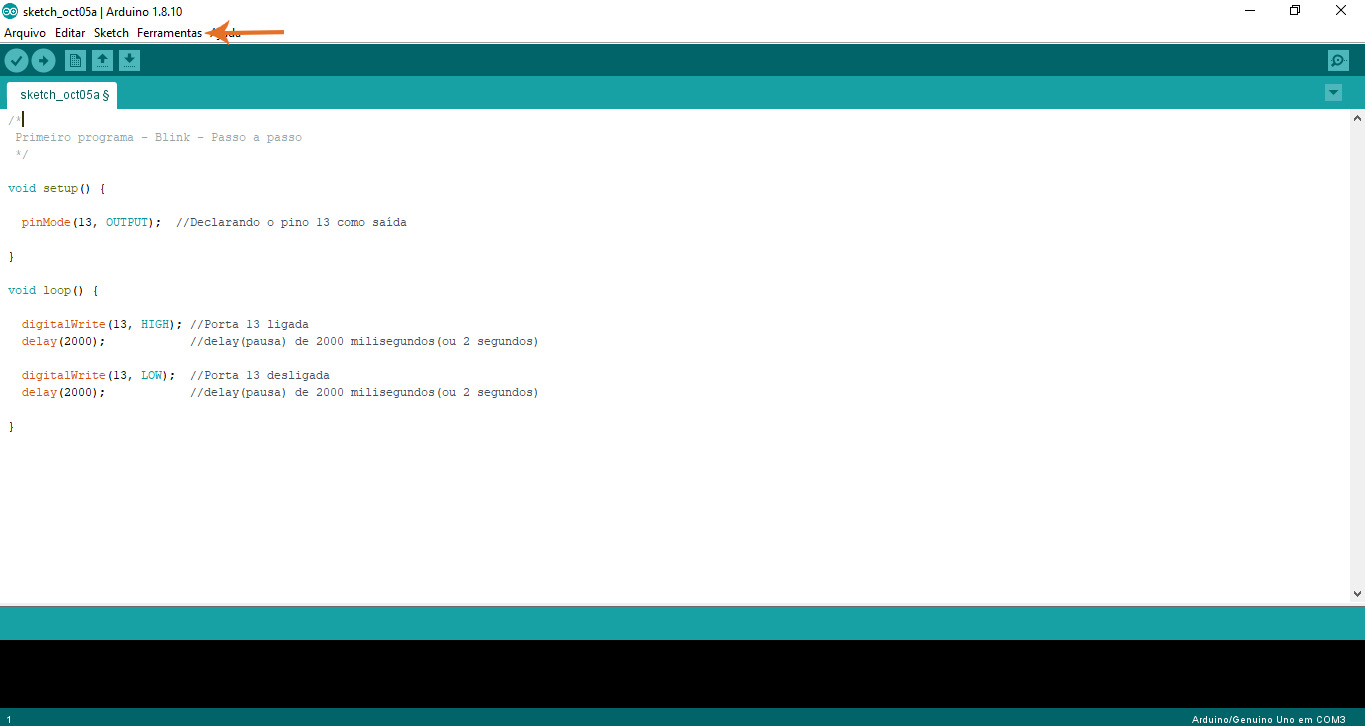 sketch_oct05a | Arduino 1.8.10
Arquivo Editar Sketch Ferramentas Ajuda
sketch_oct05a §
/*
Primeiro programa - Blink - Passo a passo
*/
void setup() {
pinMode(13, OUTPUT); //Declarando o pino 13 como saída
}
void loop() {
digitalWrite(13, HIGH); //Porta 13 ligada
delay(2000); //delay(pausa) de 2000 milisegundos(ou 2 segundos)
digitalWrite(13, LOW); //Porta 13 desligada
delay(2000); //delay(pausa) de 2000 milisegundos(ou 2 segundos)
}
1 Arduino/Genuino Uno em COM3